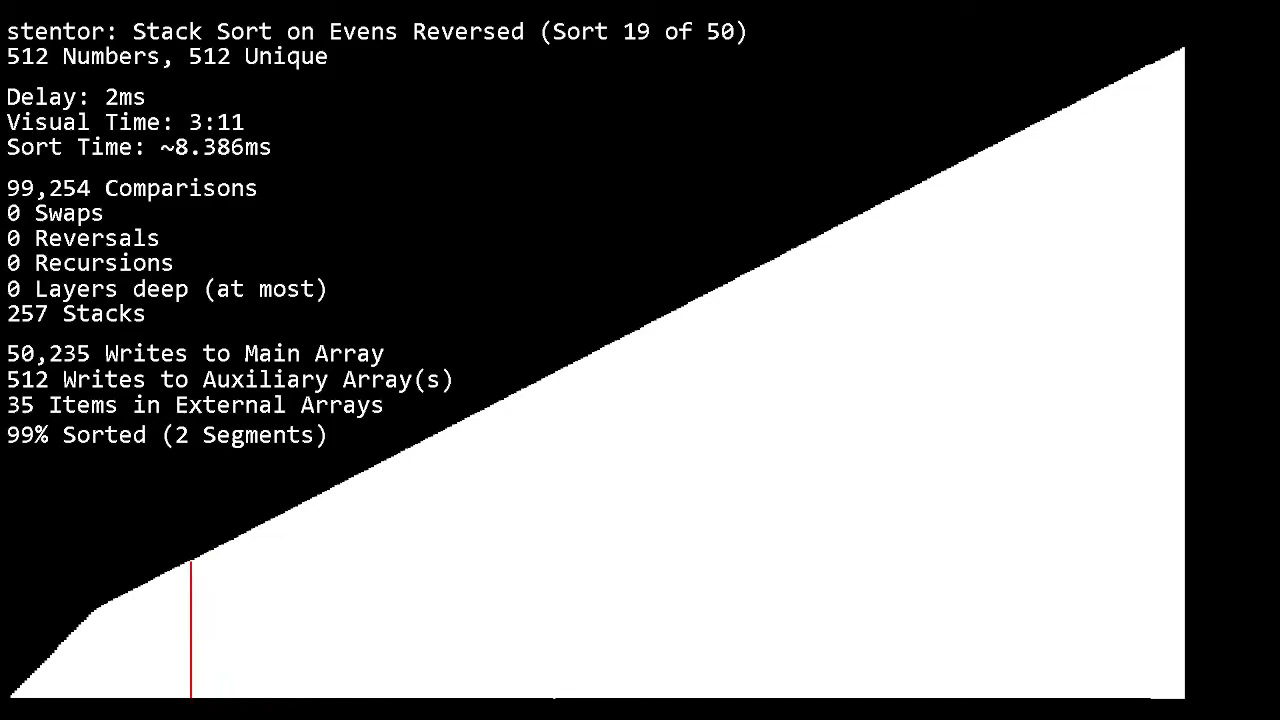 stentor: Stack Sort on Evens Reversed (Sort 19 of 50)
512 Numbers, 512 Unique
Delay: 2ms
Visual Time: 3:11
Sort Time: ~8.386ms
99,254 Comparisons
0 Swaps
0 Reversals
0 Recursions
0 Layers deep (at most)
257 Stacks
50,235 Writes to Main Array
512 Writes to Auxiliary Array(s)
35 Items in External Arrays
99% Sorted (2 Segments)